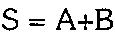 S = A+B